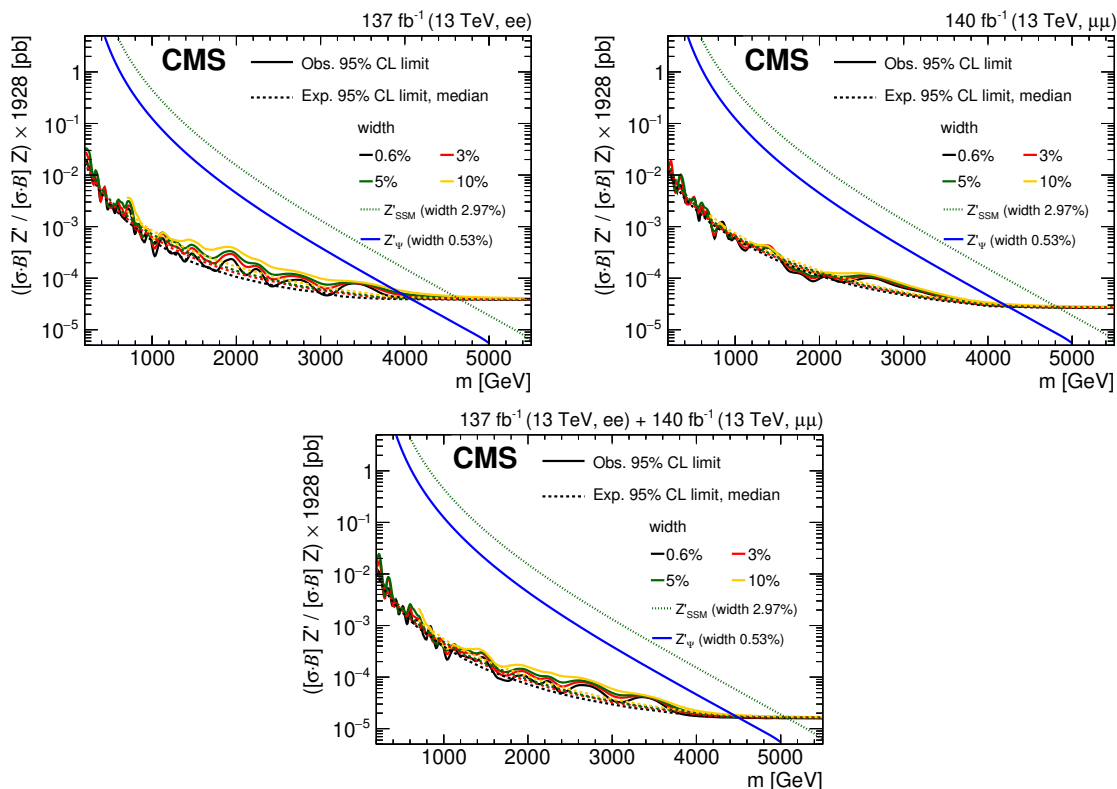 137 fb⁻¹ (13 TeV, ee)
CMS
Obs. 95% CL limit
Exp. 95% CL limit, median
width
0.6% 3%
5% 10%
Z'SSM (width 2.97%)
Z'Ψ (width 0.53%)
([σ·B] Z' / [σ·B] Z) × 1928 [pb]
1
10⁻¹
10⁻²
10⁻³
10⁻⁴
10⁻⁵
1000 2000 3000 4000 5000
m [GeV]
140 fb⁻¹ (13 TeV, μμ)
CMS
Obs. 95% CL limit
Exp. 95% CL limit, median
width
0.6% 3%
5% 10%
Z'SSM (width 2.97%)
Z'Ψ (width 0.53%)
([σ·B] Z' / [σ·B] Z) × 1928 [pb]
1
10⁻¹
10⁻²
10⁻³
10⁻⁴
10⁻⁵
1000 2000 3000 4000 5000
m [GeV]
137 fb⁻¹ (13 TeV, ee) + 140 fb⁻¹ (13 TeV, μμ)
CMS
Obs. 95% CL limit
Exp. 95% CL limit, median
width
0.6% 3%
5% 10%
Z'SSM (width 2.97%)
Z'Ψ (width 0.53%)
([σ·B] Z' / [σ·B] Z) × 1928 [pb]
1
10⁻¹
10⁻²
10⁻³
10⁻⁴
10⁻⁵
1000 2000 3000 4000 5000
m [GeV]